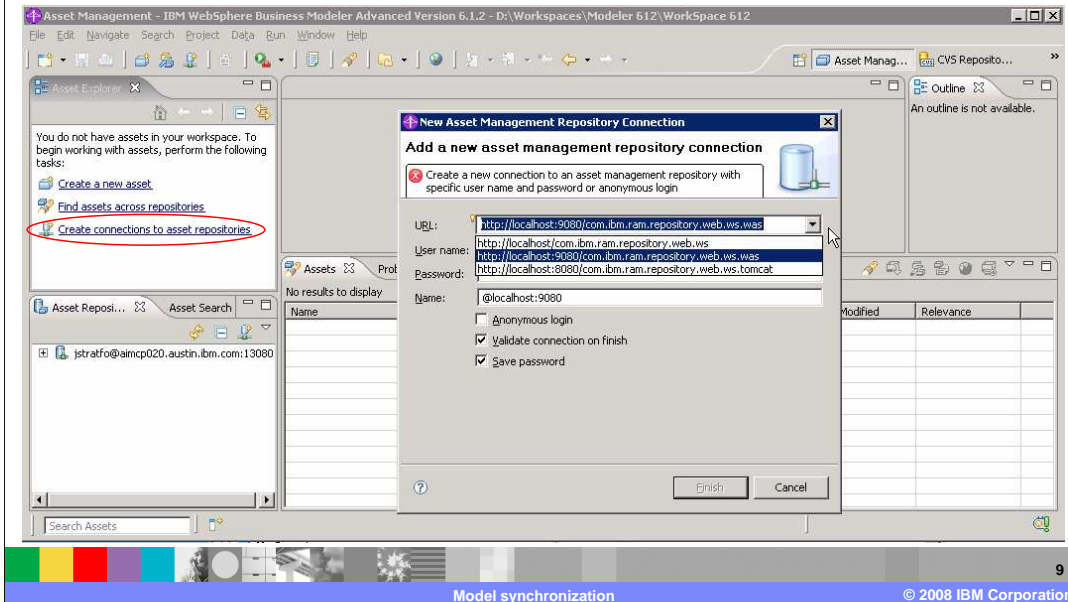 Asset Management - IBM WebSphere Business Modeler Advanced Version 6.1.2 - D:\Workspaces\Modeler 612\WorkSpace 612
File Edit Navigate Search Project Data Run Window Help
Asset Manag... CVS Reposito... »
Asset Explorer
You do not have assets in your workspace. To
begin working with assets, perform the following
tasks:
Create a new asset
Find assets across repositories
Create connections to asset repositories
Outline
An outline is not available.
New Asset Management Repository Connection
Add a new asset management repository connection
Create a new connection to an asset management repository with
specific user name and password or anonymous login
URL: http://localhost:9080/com.ibm.ram.repository.web.ws.was
http://localhost/com.ibm.ram.repository.web.ws
http://localhost:9080/com.ibm.ram.repository.web.ws.was
http://localhost:8080/com.ibm.ram.repository.web.ws.tomcat
User name:
Password:
Name: @localhost:9080
Anonymous login
Validate connection on finish
Save password
Finish Cancel
Assets Prob
No results to display
Name Modified Relevance
Asset Reposi... Asset Search
jstratfo@aimcp020.austin.ibm.com:13080
Search Assets
9
Model synchronization
© 2008 IBM Corporation